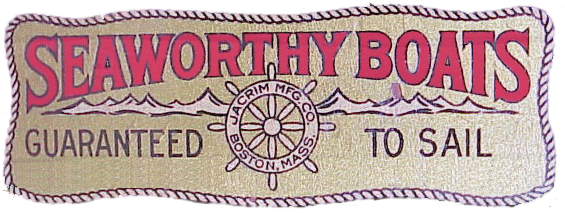 SEAWORTHY BOATS
JACRIM MFG. CO.
BOSTON, MASS.
GUARANTEED TO SAIL